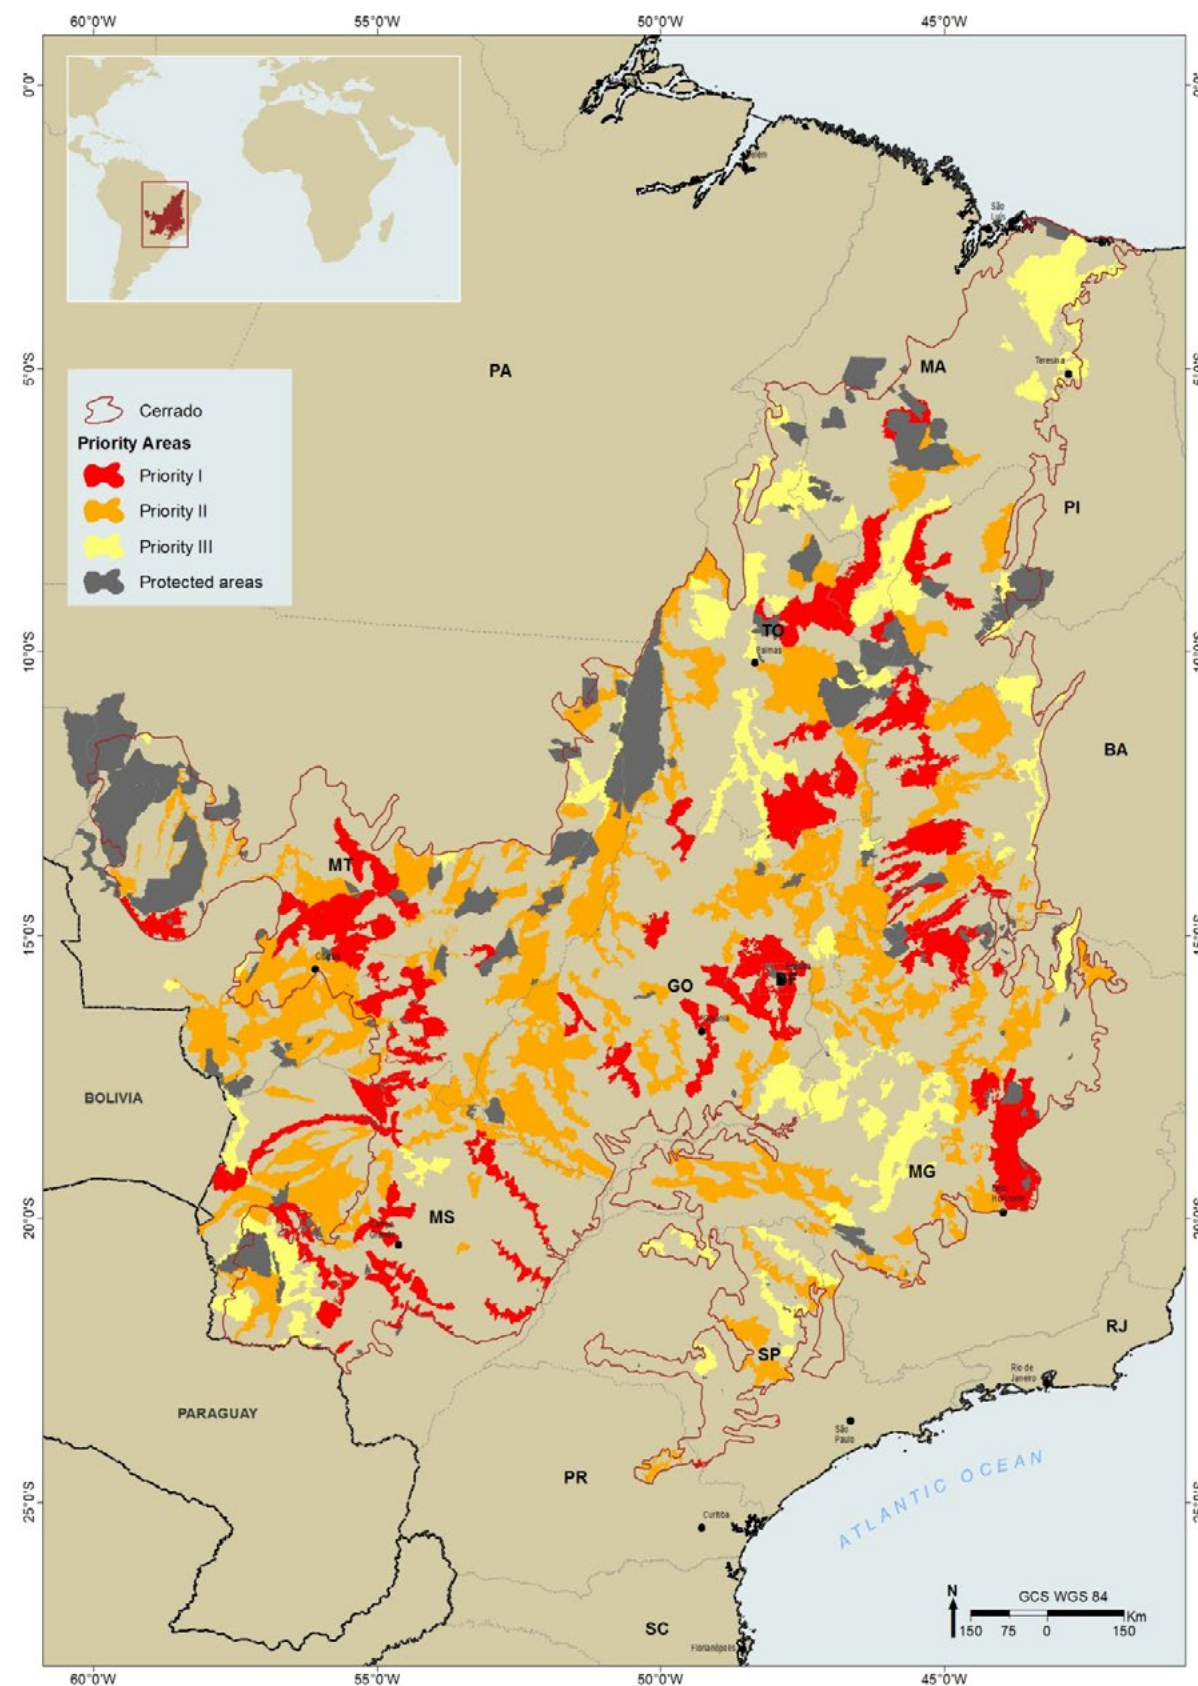 60°0'W 55°0'W 50°0'W 45°0'W
0°0'
0°0'
Belém
São
Luís
5°S
PA
MA
Teresina
Cerrado
Priority Areas
Priority I
Priority II
Priority III
Protected areas
PI
TO
10°S
Palmas
BA
MT
15°S
GO
DF
BOLIVIA
MG
Belo
Horizonte
MS
20°S
RJ
SP
Rio de
Janeiro
PARAGUAY
São
Paulo
PR
25°S
ATLANTIC OCEAN
Curitiba
N
GCS WGS 84
150 75 0 150 Km
SC
Florianópolis
60°0'W 55°0'W 50°0'W 45°0'W